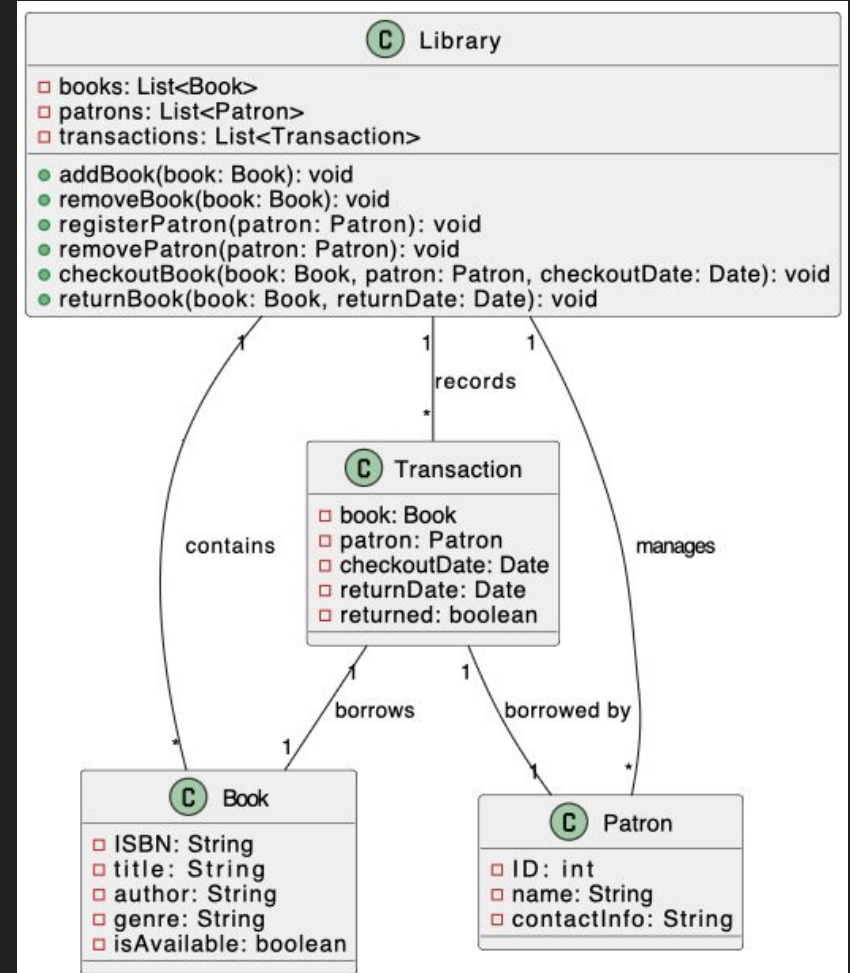 C Library
books: List<Book>
patrons: List<Patron>
transactions: List<Transaction>
addBook(book: Book): void
removeBook(book: Book): void
registerPatron(patron: Patron): void
removePatron(patron: Patron): void
checkoutBook(book: Book, patron: Patron, checkoutDate: Date): void
returnBook(book: Book, returnDate: Date): void
1
1
1
records
*
C Transaction
book: Book
patron: Patron
checkoutDate: Date
returnDate: Date
returned: boolean
contains
manages
1
1
borrows
borrowed by
*
1
1
*
C Book
ISBN: String
title: String
author: String
genre: String
isAvailable: boolean
C Patron
ID: int
name: String
contactInfo: String